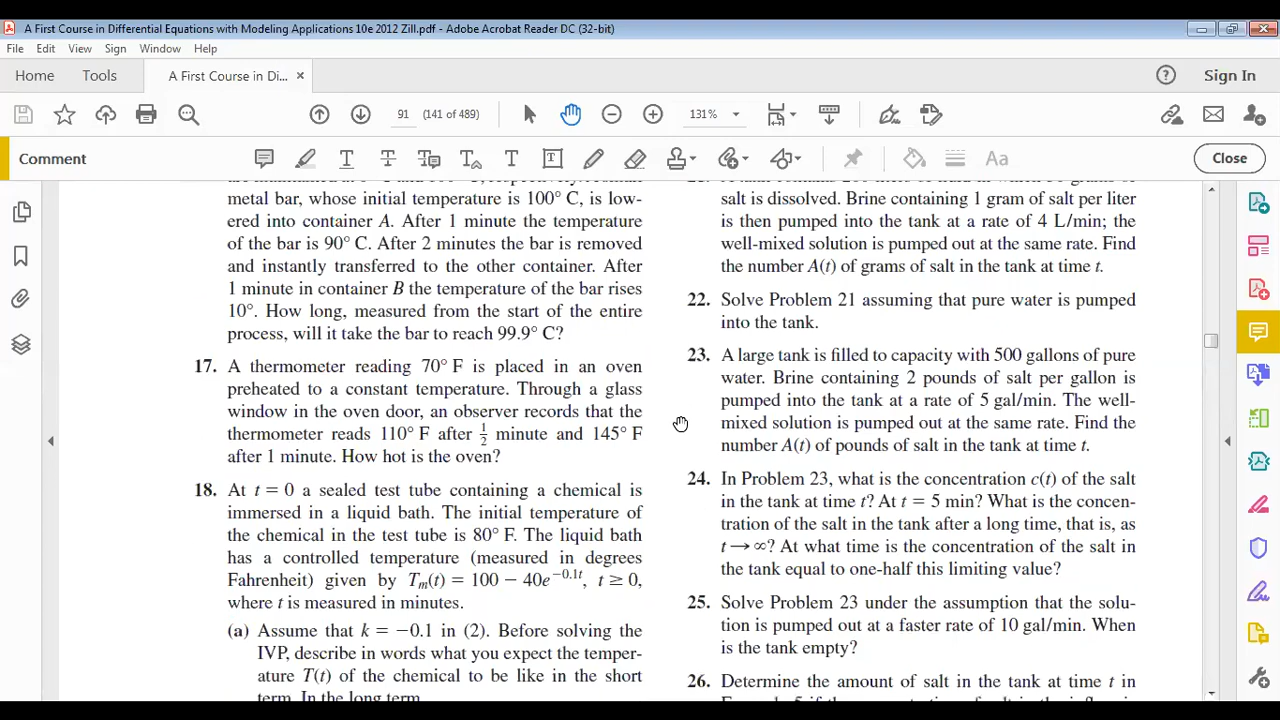 A First Course in Differential Equations with Modeling Applications 10e 2012 Zill.pdf - Adobe Acrobat Reader DC (32-bit)
File Edit View Sign Window Help
Home Tools A First Course in Di... × Sign In
91 (141 of 489) 131%
Comment Close
metal bar, whose initial temperature is 100° C, is low-
ered into container A. After 1 minute the temperature
of the bar is 90° C. After 2 minutes the bar is removed
and instantly transferred to the other container. After
1 minute in container B the temperature of the bar rises
10°. How long, measured from the start of the entire
process, will it take the bar to reach 99.9° C?
17. A thermometer reading 70° F is placed in an oven
preheated to a constant temperature. Through a glass
window in the oven door, an observer records that the
thermometer reads 110° F after 1/2 minute and 145° F
after 1 minute. How hot is the oven?
18. At t = 0 a sealed test tube containing a chemical is
immersed in a liquid bath. The initial temperature of
the chemical in the test tube is 80° F. The liquid bath
has a controlled temperature (measured in degrees
Fahrenheit) given by Tm(t) = 100 − 40e^−0.1t, t ≥ 0,
where t is measured in minutes.
(a) Assume that k = −0.1 in (2). Before solving the
IVP, describe in words what you expect the temper-
ature T(t) of the chemical to be like in the short
term. In the long term
salt is dissolved. Brine containing 1 gram of salt per liter
is then pumped into the tank at a rate of 4 L/min; the
well-mixed solution is pumped out at the same rate. Find
the number A(t) of grams of salt in the tank at time t.
22. Solve Problem 21 assuming that pure water is pumped
into the tank.
23. A large tank is filled to capacity with 500 gallons of pure
water. Brine containing 2 pounds of salt per gallon is
pumped into the tank at a rate of 5 gal/min. The well-
mixed solution is pumped out at the same rate. Find the
number A(t) of pounds of salt in the tank at time t.
24. In Problem 23, what is the concentration c(t) of the salt
in the tank at time t? At t = 5 min? What is the concen-
tration of the salt in the tank after a long time, that is, as
t → ∞? At what time is the concentration of the salt in
the tank equal to one-half this limiting value?
25. Solve Problem 23 under the assumption that the solu-
tion is pumped out at a faster rate of 10 gal/min. When
is the tank empty?
26. Determine the amount of salt in the tank at time t in